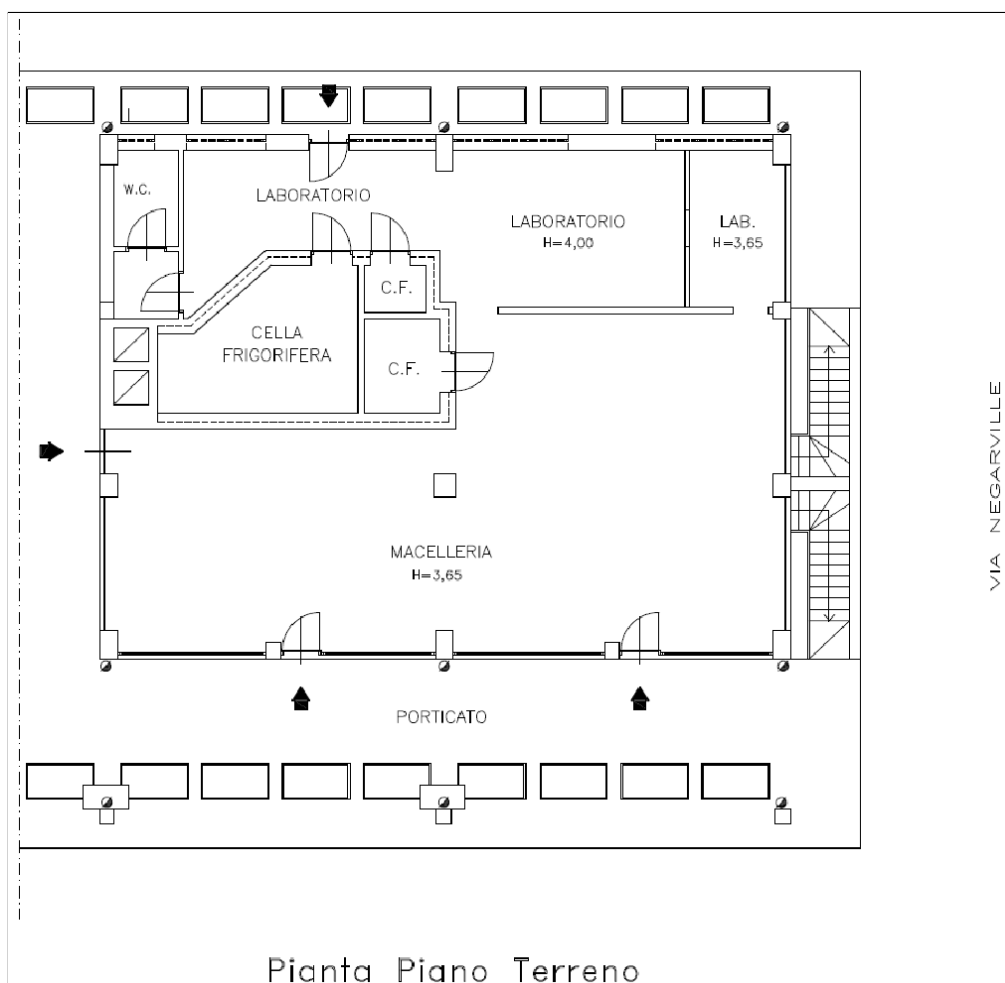 W.C.
LABORATORIO
LABORATORIO
H=4,00
LAB.
H=3,65
C.F.
CELLA
FRIGORIFERA
C.F.
VIA NEGARVILLE
MACELLERIA
H=3,65
PORTICATO
Pianta Piano Terreno